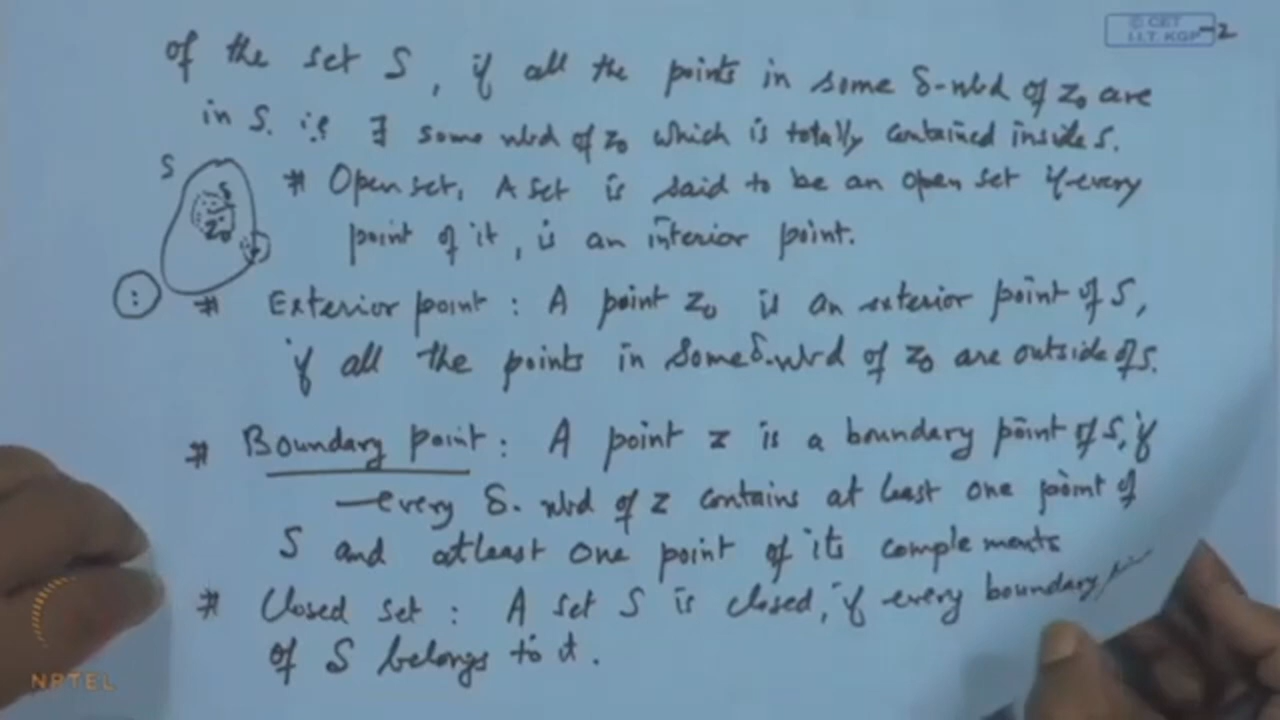 © CET
I.I.T. KGP -2
of the set S, if all the points in some δ-nbd of z₀ are
in S. i.e ∃ some nbd of z₀ which is totally contained inside S.
S
δ
z₀
# Open set. A set is said to be an open set if every
point of it, is an interior point.
# Exterior point : A point z₀ is an exterior point of S,
if all the points in some δ-nbd of z₀ are outside of S.
# Boundary point : A point z is a boundary point of S, if
every δ-nbd of z contains at least one point of
S and atleast one point of its complements
# Closed set : A set S is closed, if every boundary
of S belongs to it.
NPTEL